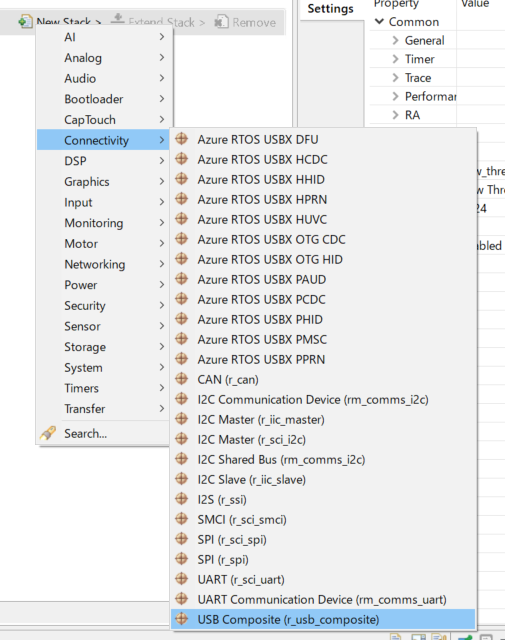 New Stack > Extend Stack > Remove
Settings
Property Value
Common
General
Timer
Trace
Performan
RA
AI
Analog
Audio
Bootloader
CapTouch
Connectivity
DSP
Graphics
Input
Monitoring
Motor
Networking
Power
Security
Sensor
Storage
System
Timers
Transfer
Search...
Azure RTOS USBX DFU
Azure RTOS USBX HCDC
Azure RTOS USBX HHID
Azure RTOS USBX HPRN
Azure RTOS USBX HUVC
Azure RTOS USBX OTG CDC
Azure RTOS USBX OTG HID
Azure RTOS USBX PAUD
Azure RTOS USBX PCDC
Azure RTOS USBX PHID
Azure RTOS USBX PMSC
Azure RTOS USBX PPRN
CAN (r_can)
I2C Communication Device (rm_comms_i2c)
I2C Master (r_iic_master)
I2C Master (r_sci_i2c)
I2C Shared Bus (rm_comms_i2c)
I2C Slave (r_iic_slave)
I2S (r_ssi)
SMCI (r_sci_smci)
SPI (r_sci_spi)
SPI (r_spi)
UART (r_sci_uart)
UART Communication Device (rm_comms_uart)
USB Composite (r_usb_composite)